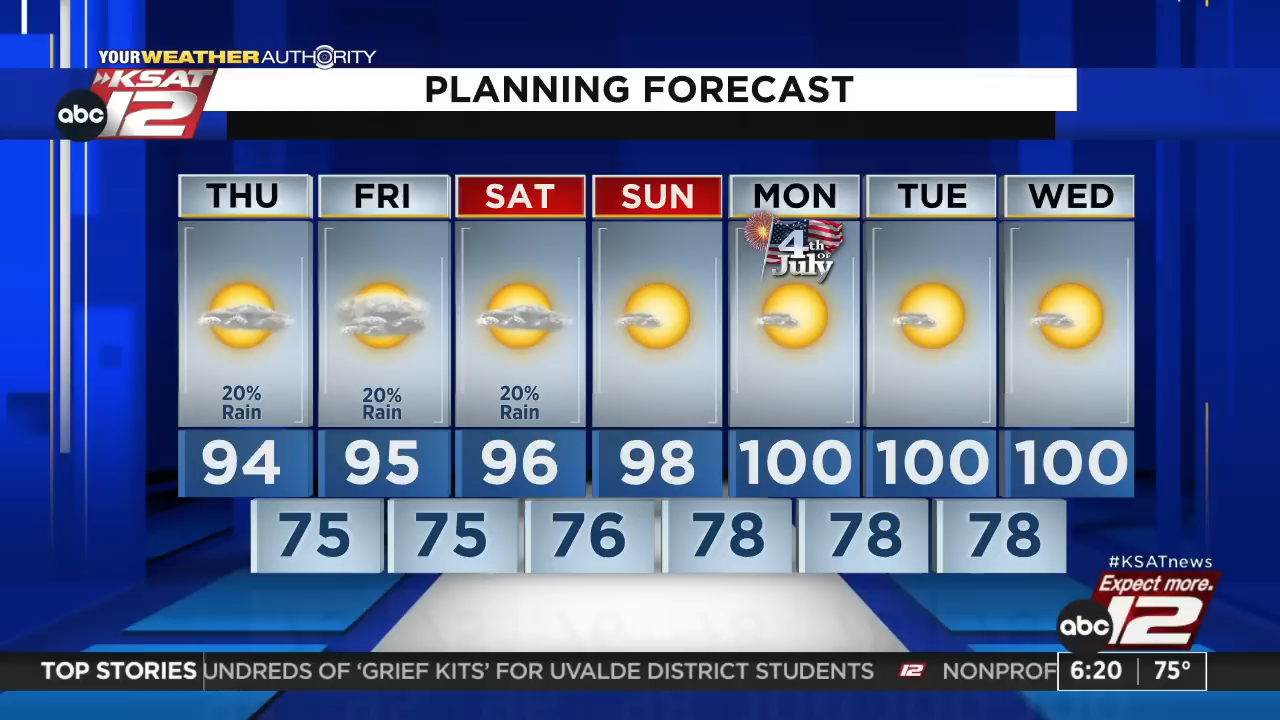 YOURWEATHERAUTHORITY
KSAT
abc 12
PLANNING FORECAST
THU FRI SAT SUN MON TUE WED
4th
OF
July
20% 20% 20%
Rain Rain Rain
94 95 96 98 100 100 100
75 75 76 78 78 78
#KSATnews
Expect more.
abc 12
TOP STORIES UNDREDS OF ‘GRIEF KITS’ FOR UVALDE DISTRICT STUDENTS 12 NONPROF 6:20 75°